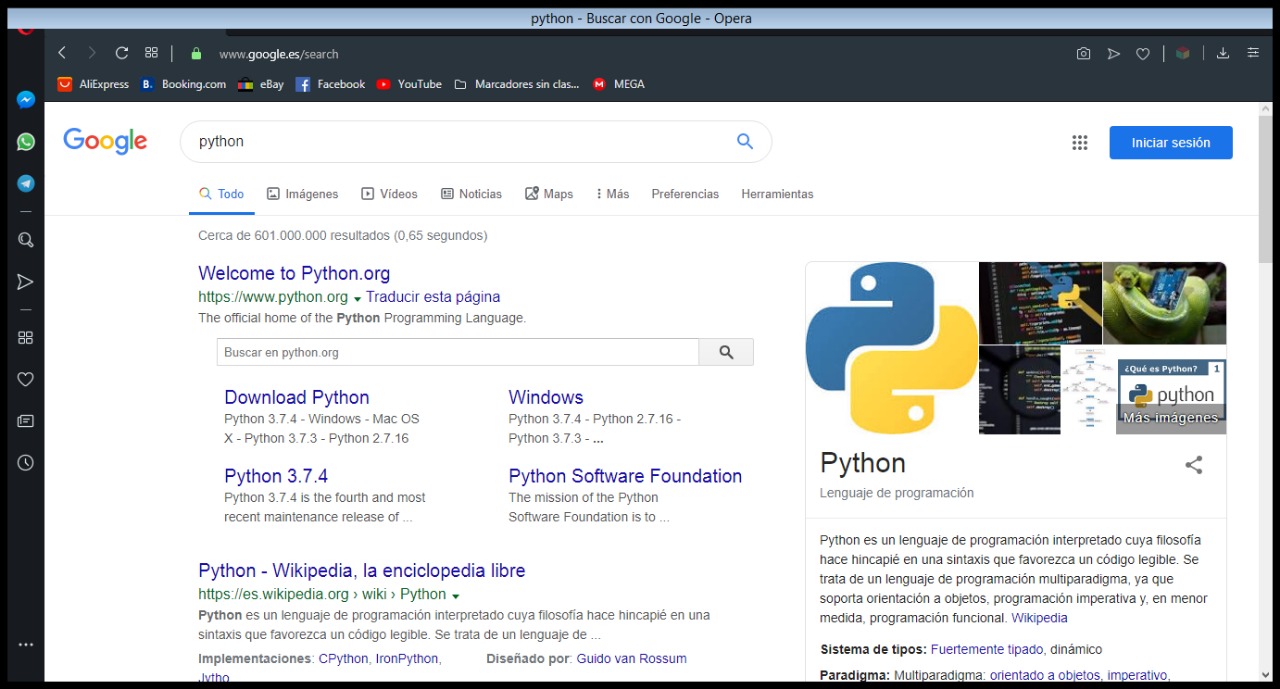 python - Buscar con Google - Opera
www.google.es/search
AliExpress B. Booking.com eBay Facebook YouTube Marcadores sin clas... M MEGA
Google python Iniciar sesión
Todo Imágenes Vídeos Noticias Maps Más Preferencias Herramientas
Cerca de 601.000.000 resultados (0,65 segundos)
Welcome to Python.org
https://www.python.org Traducir esta página
The official home of the Python Programming Language.
Buscar en python.org
Download Python
Python 3.7.4 - Windows - Mac OS
X - Python 3.7.3 - Python 2.7.16
Windows
Python 3.7.4 - Python 2.7.16 -
Python 3.7.3 - ...
Python 3.7.4
Python 3.7.4 is the fourth and most
recent maintenance release of ...
Python Software Foundation
The mission of the Python
Software Foundation is to ...
Python - Wikipedia, la enciclopedia libre
https://es.wikipedia.org › wiki › Python
Python es un lenguaje de programación interpretado cuya filosofía hace hincapié en una
sintaxis que favorezca un código legible. Se trata de un lenguaje de ...
Implementaciones: CPython, IronPython,
Jytho
Diseñado por: Guido van Rossum
¿Qué es Python? 1
python
Más imágenes
Python
Lenguaje de programación
Python es un lenguaje de programación interpretado cuya filosofía
hace hincapié en una sintaxis que favorezca un código legible. Se
trata de un lenguaje de programación multiparadigma, ya que
soporta orientación a objetos, programación imperativa y, en menor
medida, programación funcional. Wikipedia
Sistema de tipos: Fuertemente tipado, dinámico
Paradigma: Multiparadigma: orientado a objetos, imperativo,